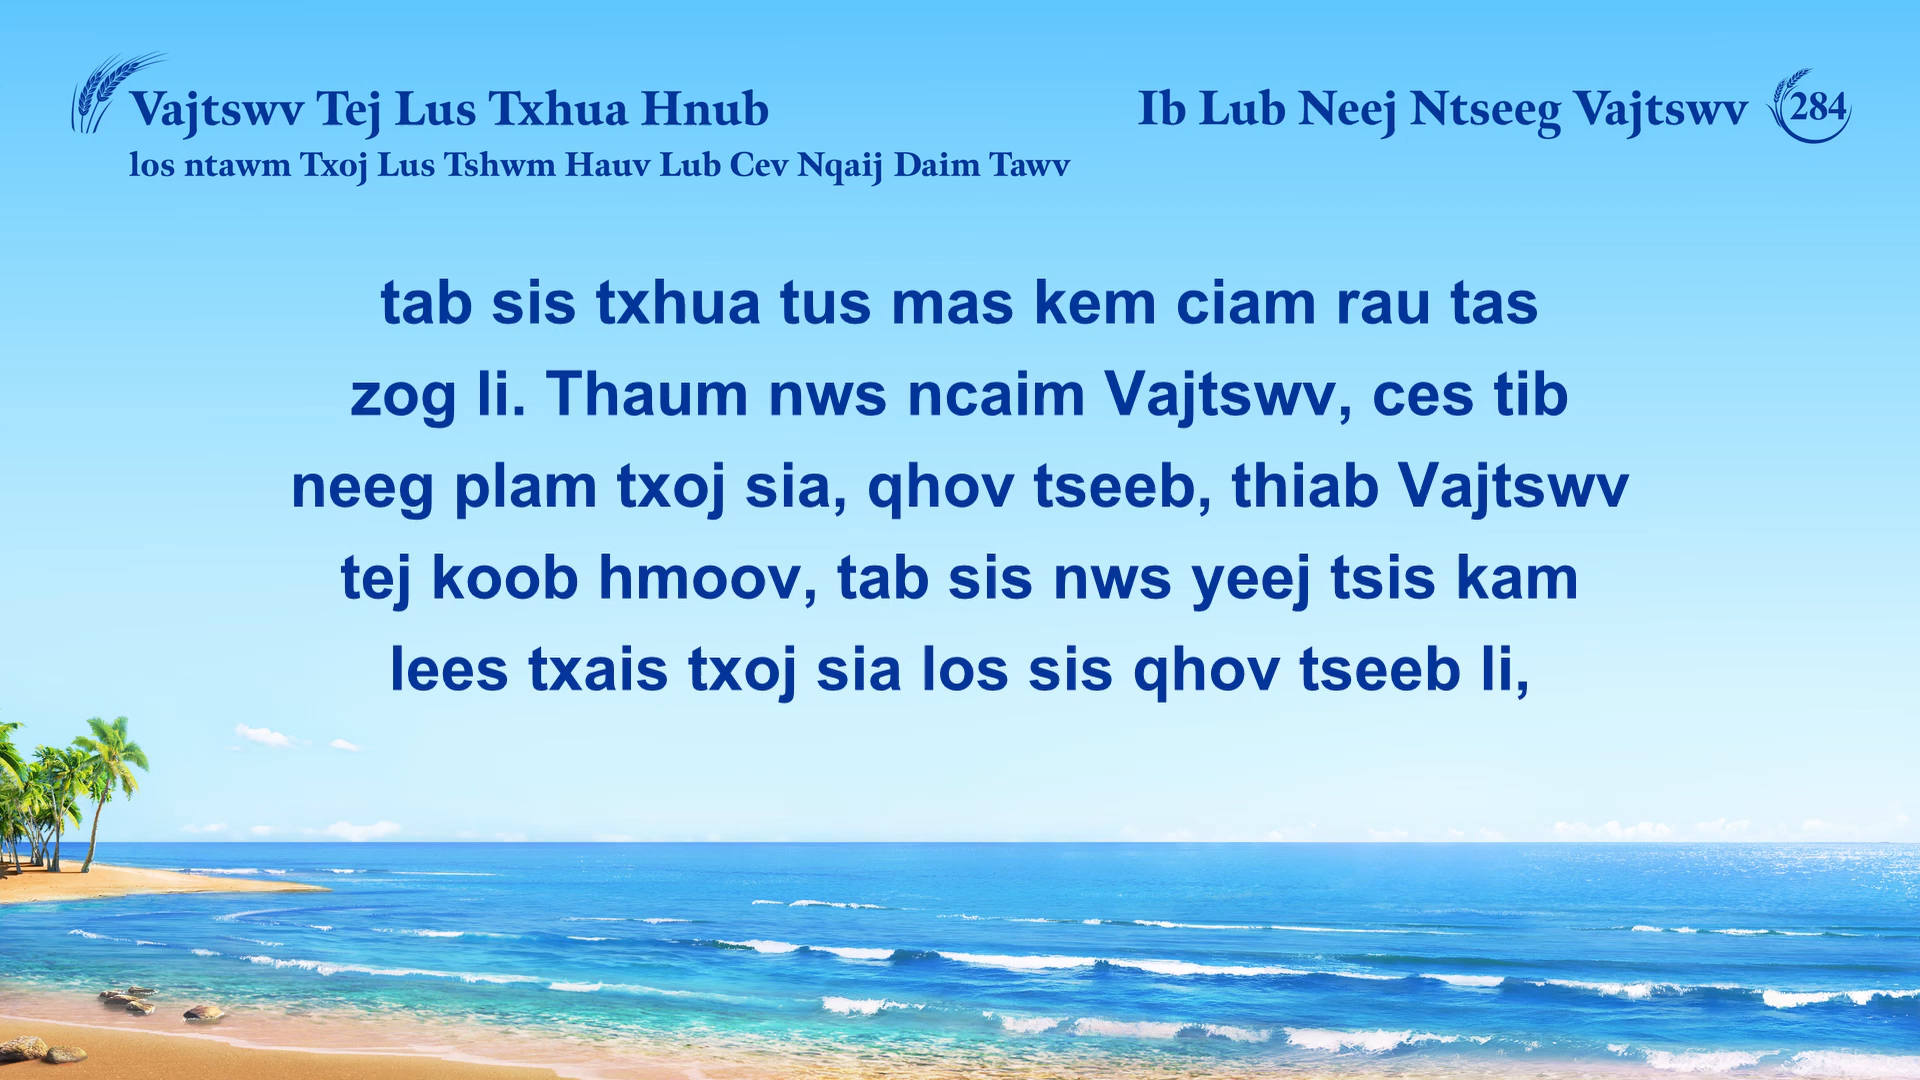 Vajtswv Tej Lus Txhua Hnub
los ntawm Txoj Lus Tshwm Hauv Lub Cev Nqaij Daim Tawv
Ib Lub Neej Ntseeg Vajtswv 284
tab sis txhua tus mas kem ciam rau tas
zog li. Thaum nws ncaim Vajtswv, ces tib
neeg plam txoj sia, qhov tseeb, thiab Vajtswv
tej koob hmoov, tab sis nws yeej tsis kam
lees txais txoj sia los sis qhov tseeb li,